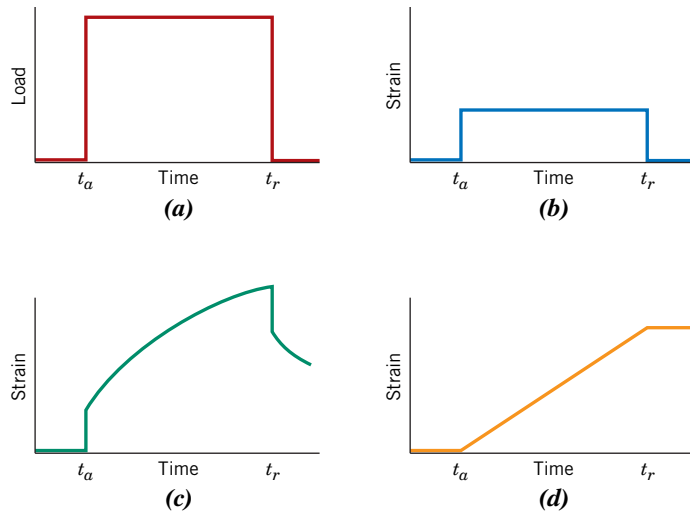 Load
t_a Time t_r
(a)
Strain
t_a Time t_r
(b)
Strain
t_a Time t_r
(c)
Strain
t_a Time t_r
(d)